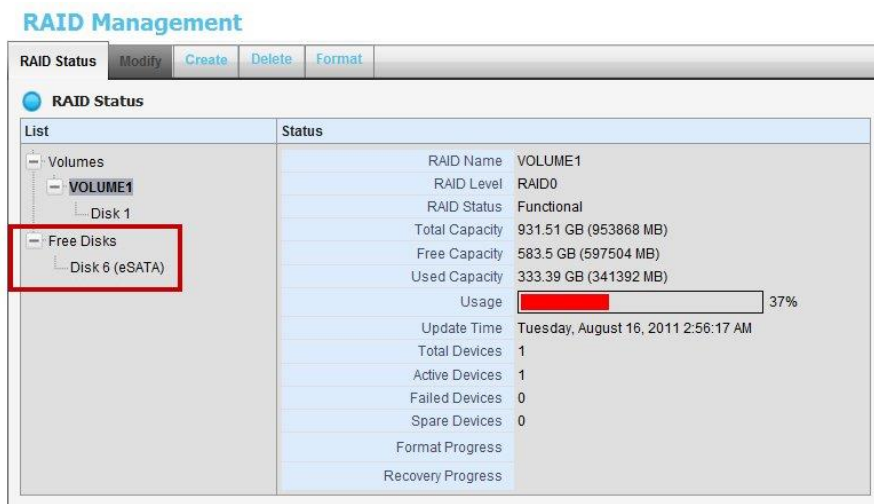 RAID Management
RAID Status Modify Create Delete Format
RAID Status
List Status
Volumes
VOLUME1
Disk 1
Free Disks
Disk 6 (eSATA)
RAID Name VOLUME1
RAID Level RAID0
RAID Status Functional
Total Capacity 931.51 GB (953868 MB)
Free Capacity 583.5 GB (597504 MB)
Used Capacity 333.39 GB (341392 MB)
Usage 37%
Update Time Tuesday, August 16, 2011 2:56:17 AM
Total Devices 1
Active Devices 1
Failed Devices 0
Spare Devices 0
Format Progress
Recovery Progress